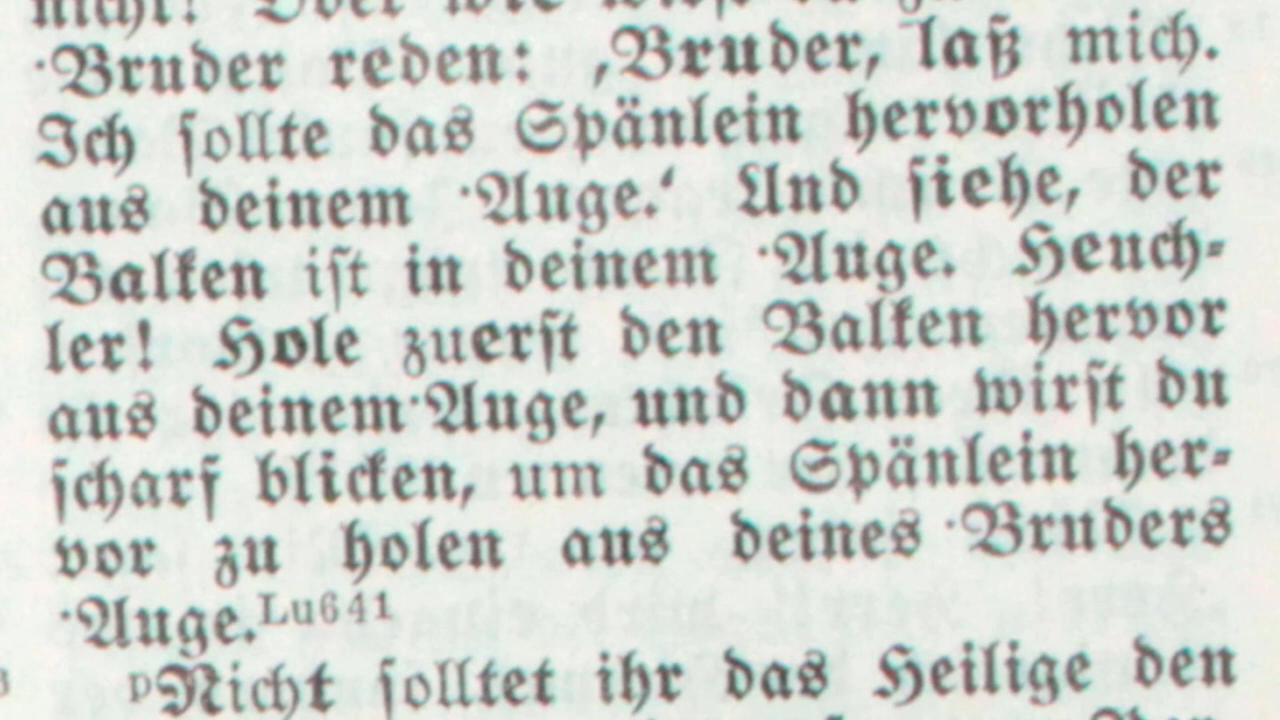 ·Bruder reden: ‚Bruder, laß mich.
Ich sollte das Spänlein hervorholen
aus deinem ·Auge.‘ Und siehe, der
Balken ist in deinem ·Auge. Heuch-
ler! Hole zuerst den Balken hervor
aus deinem·Auge, und dann wirst du
scharf blicken, um das Spänlein her-
vor zu holen aus deines ·Bruders
·Auge.Lu641
pNicht solltet ihr das Heilige den